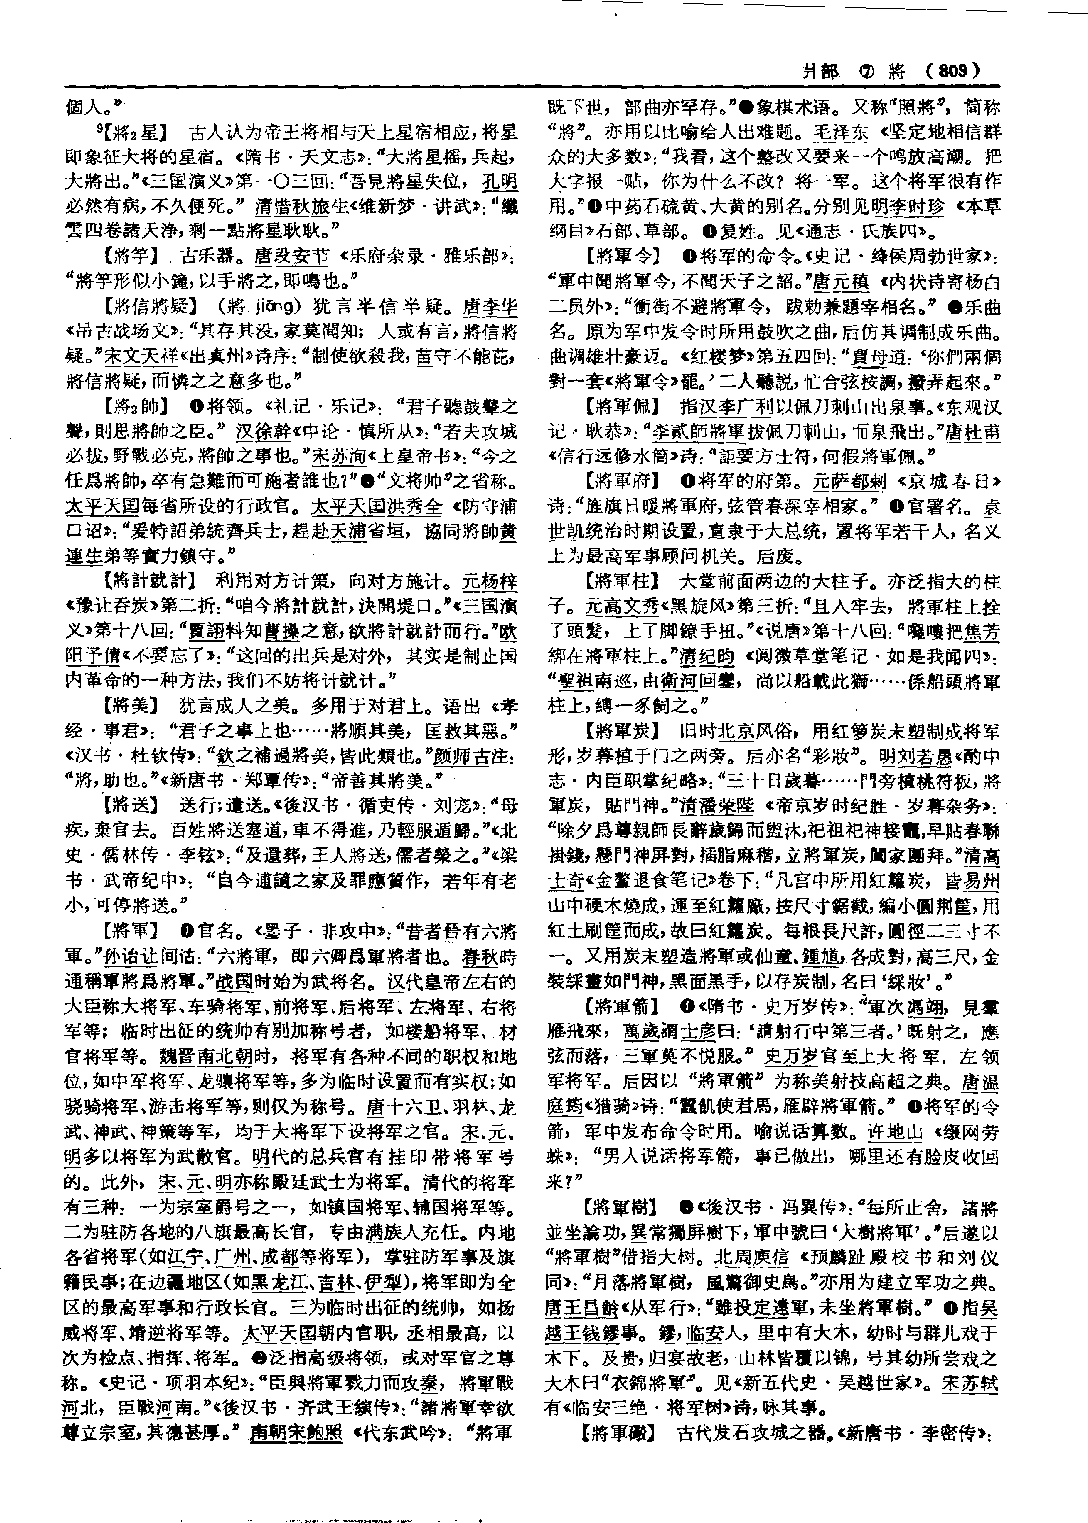 爿部 ⑦ 將 (809)
個人。"
⁹【將₂星】 古人认为帝王将相与天上星宿相应,将星
即象征大将的星宿。《隋书·天文志》:"大將星摇,兵起,
大將出。"《三国演义》第一〇三回:"吾見將星失位, 孔明
必然有病,不久便死。" 清惜秋旅生《维新梦·讲武》:"纖
雲四卷諸天净,剩一點將星耿耿。"
【將竽】 古乐器。唐段安节 《乐府杂录·雅乐部》:
"將竽形似小鐘,以手將之,即鳴也。"
【將信將疑】 (將 jiāng) 犹言半信半疑。唐李华
《吊古战场文》:"其存其没,家莫聞知; 人或有言,將信將
疑。"宋文天祥《出真州》诗序:"制使欲殺我,苗守不能庇,
將信將疑,而憐之之意多也。"
【將₂帥】 ❶将领。《礼记·乐记》: "君子聽鼓鼙之
聲,則思將帥之臣。" 汉徐幹《中论·慎所从》:"若夫攻城
必拔,野戰必克,將帥之事也。"宋苏洵《上皇帝书》:"今之
任爲將帥,卒有急難而可施者誰也?"❷"文将帅"之省称。
太平天国每省所设的行政官。 太平天国洪秀全 《防守浦
口诏》:"爰特詔弟統齊兵士,趕赴天浦省垣, 協同將帥黄
連生弟等實力鎮守。"
【將計就計】 利用对方计策, 向对方施计。元杨梓
《豫让吞炭》第二折:"咱今將計就計,決開堤口。"《三国演
义》第十八回:"賈詡料知曹操之意,欲將計就計而行。"欧
阳予倩《不要忘了》:"这回的出兵是对外, 其实是制止国
内革命的一种方法,我们不妨将计就计。"
【將美】 犹言成人之美。多用于对君上。语出 《孝
经·事君》: "君子之事上也……將順其美, 匡救其惡。"
《汉书·杜钦传》:"欽之補過將美,皆此類也。"颜师古注:
"將,助也。"《新唐书·郑覃传》:"帝善其將美。"
【將送】 送行;遣送。《後汉书·循吏传·刘宠》:"母
疾,棄官去。百姓將送塞道,車不得進,乃輕服遁歸。"《北
史·儒林传·李铉》:"及還葬,王人將送,儒者榮之。"《梁
书·武帝纪中》: "自今逋謫之家及罪應質作, 若年有老
小,可停將送。"
【將軍】 ❶官名。《墨子·非攻中》:"昔者晉有六將
軍。"孙诒让间诂:"六將軍, 即六卿爲軍將者也。春秋時
通稱軍將爲將軍。"战国时始为武将名。汉代皇帝左右的
大臣称大将军、车骑将军、前将军、后将军、左将军、右将
军等; 临时出征的统帅有别加称号者, 如楼船将军、材
官将军等。魏晋南北朝时, 将军有各种不同的职权和地
位,如中军将军、龙骧将军等,多为临时设置而有实权;如
骁骑将军、游击将军等,则仅为称号。唐十六卫、羽林、龙
武、神武、神策等军, 均于大将军下设将军之官。宋、元、
明多以将军为武散官。明代的总兵官有挂印带将军号
的。此外, 宋、元、明亦称殿廷武士为将军。清代的将军
有三种: 一为宗室爵号之一, 如镇国将军、辅国将军等。
二为驻防各地的八旗最高长官, 专由满族人充任。内地
各省将军(如江宁、广州、成都等将军), 掌驻防军事及旗
籍民事;在边疆地区(如黑龙江、吉林、伊犁),将军即为全
区的最高军事和行政长官。三为临时出征的统帅, 如扬
威将军、靖逆将军等。太平天国朝内官职, 丞相最高, 以
次为检点、指挥、将军。❷泛指高级将领, 或对军官之尊
称。《史记·项羽本纪》:"臣與將軍戮力而攻秦, 將軍戰
河北, 臣戰河南。"《後汉书·齐武王縯传》:"諸將軍幸欲
尊立宗室,其德甚厚。" 南朝宋鲍照 《代东武吟》: "將軍
既下世, 部曲亦罕存。"❸象棋术语。又称"照將", 简称
"將"。亦用以比喻给人出难题。毛泽东 《坚定地相信群
众的大多数》:"我看,这个整改又要来一个鸣放高潮。把
大字报一贴, 你为什么不改? 将一军。这个将军很有作
用。"❹中药石硫黄、大黄的别名。分别见明李时珍 《本草
纲目》石部、草部。❺复姓。见《通志·氏族四》。
【將軍令】 ❶将军的命令。《史记·绛侯周勃世家》:
"軍中聞將軍令,不聞天子之詔。"唐元稹 《内状诗寄杨白
二员外》:"衝街不避將軍令, 跋敕兼題宰相名。" ❷乐曲
名。原为军中发令时所用鼓吹之曲,后仿其调制成乐曲。
曲调雄壮豪迈。《红楼梦》第五四回:"賈母道: '你們兩個
對一套《將軍令》罷。'二人聽説,忙合弦按調,撥弄起來。"
【將軍佩】 指汉李广利以佩刀刺山出泉事。《东观汉
记·耿恭》:"李貳師將軍拔佩刀刺山, 而泉飛出。"唐杜甫
《信行远修水筒》诗:"詎要方士符,何假將軍佩。"
【將軍府】 ❶将军的府第。元萨都剌 《京城春日》
诗:"旌旗日暖將軍府,弦管春深宰相家。" ❷官署名。袁
世凯统治时期设置,直隶于大总统, 置将军若干人, 名义
上为最高军事顾问机关。后废。
【將軍柱】 大堂前面两边的大柱子。亦泛指大的柱
子。元高文秀《黑旋风》第三折:"且入牢去, 將軍柱上拴
了頭髮, 上了脚鐐手扭。"《说唐》第十八回:"嘍囉把焦芳
綁在將軍柱上。"清纪昀 《阅微草堂笔记·如是我闻四》:
"聖祖南巡,由衛河回鑾, 尚以船載此獅……係船頭將軍
柱上,縛一豕飼之。"
【將軍炭】 旧时北京风俗, 用红箩炭末塑制成将军
形,岁暮植于门之两旁。后亦名"彩妝"。明刘若愚《酌中
志·内臣职掌纪略》:"三十日歲暮……門旁植桃符板,將
軍炭, 貼門神。"清潘荣陛 《帝京岁时纪胜·岁暮杂务》:
"除夕爲尊親師長辭歲歸而盥沐,祀祖祀神接竈,早貼春聯
掛錢,懸門神屏對,插脂麻稭,立將軍炭,闔家團拜。"清高
士奇《金鳌退食笔记》卷下:"凡宫中所用红籮炭, 皆易州
山中硬木燒成,運至紅籮廠,按尺寸鋸截,編小圓荆筐,用
紅土刷筐而成,故曰紅籮炭。每根長尺許,圓徑二三寸不
一。又用炭末塑造將軍或仙童、鍾馗,各成對,高三尺,金
裝綵畫如門神,黑面黑手,以存炭制,名曰'綵妝'。"
【將軍箭】 ❶《隋书·史万岁传》:"軍次馮翊, 見羣
雁飛來, 萬歲謂士彦曰:'請射行中第三者。'既射之, 應
弦而落, 三軍莫不悦服。" 史万岁官至上大将军, 左领
军将军。后因以 "將軍箭" 为称美射技高超之典。唐温
庭筠《猎骑》诗:"蠶飢使君馬,雁辟將軍箭。" ❷将军的令
箭; 军中发布命令时用。喻说话算数。许地山 《缀网劳
蛛》: "男人说话将军箭, 事已做出, 哪里还有脸皮收回
来?"
【將軍樹】 ❶《後汉书·冯异传》:"每所止舍, 諸將
並坐論功,異常獨屏樹下,軍中號曰'大樹將軍'。"后遂以
"將軍樹"借指大树。北周庾信 《预麟趾殿校书和刘仪
同》:"月落將軍樹, 風驚御史烏。"亦用为建立军功之典。
唐王昌龄《从军行》:"雖投定遠軍,未坐將軍樹。" ❷指吴
越王钱镠事。镠,临安人,里中有大木,幼时与群儿戏于
木下。及贵,归宴故老,山林皆覆以锦,号其幼所尝戏之
大木曰"衣錦將軍"。见《新五代史·吴越世家》。宋苏轼
有《临安三绝·将军树》诗,咏其事。
【將軍礮】 古代发石攻城之器。《新唐书·李密传》: